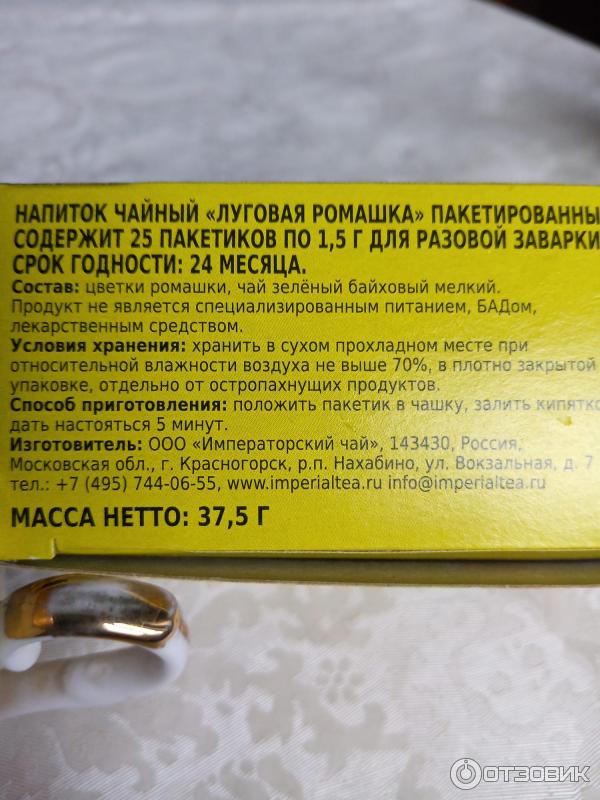 НАПИТОК ЧАЙНЫЙ «ЛУГОВАЯ РОМАШКА» ПАКЕТИРОВАННЫ
СОДЕРЖИТ 25 ПАКЕТИКОВ ПО 1,5 Г ДЛЯ РАЗОВОЙ ЗАВАРКИ
СРОК ГОДНОСТИ: 24 МЕСЯЦА.
Состав: цветки ромашки, чай зелёный байховый мелкий.
Продукт не является специализированным питанием, БАДом,
лекарственным средством.
Условия хранения: хранить в сухом прохладном месте при
относительной влажности воздуха не выше 70%, в плотно закрытой
упаковке, отдельно от остропахнущих продуктов.
Способ приготовления: положить пакетик в чашку, залить кипятко
дать настояться 5 минут.
Изготовитель: ООО «Императорский чай», 143430, Россия,
Московская обл., г. Красногорск, р.п. Нахабино, ул. Вокзальная, д. 7
тел.: +7 (495) 744-06-55, www.imperialtea.ru info@imperialtea.ru
МАССА НЕТТО: 37,5 Г
ОТЗОВИК